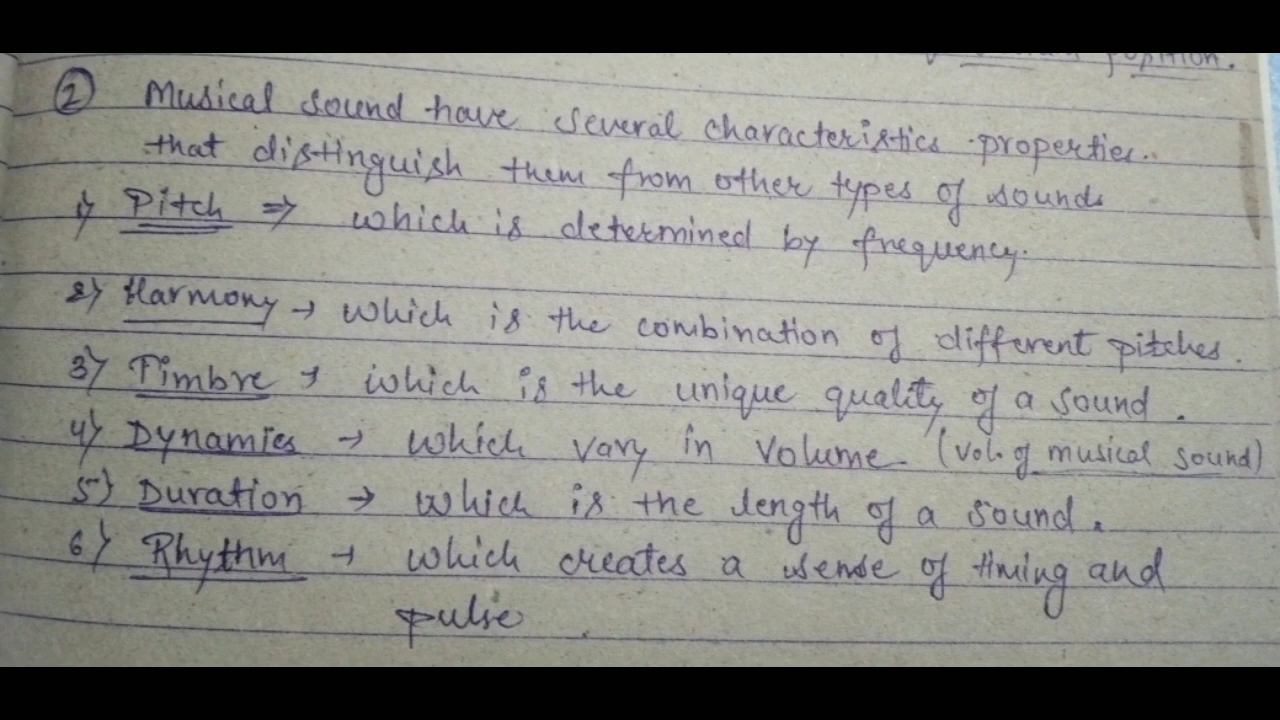 position.
② Musical sound have several characteristics properties.
that distinguish them from other types of sounds
1) Pitch ⇒ which is determined by frequency.
2) Harmony → which is the combination of different pitches.
3) Timbre → which is the unique quality of a sound.
4) Dynamics → which vary in volume. (vol. of musical sound)
5) Duration → which is the length of a sound.
6) Rhythm → which creates a sense of timing and
pulse